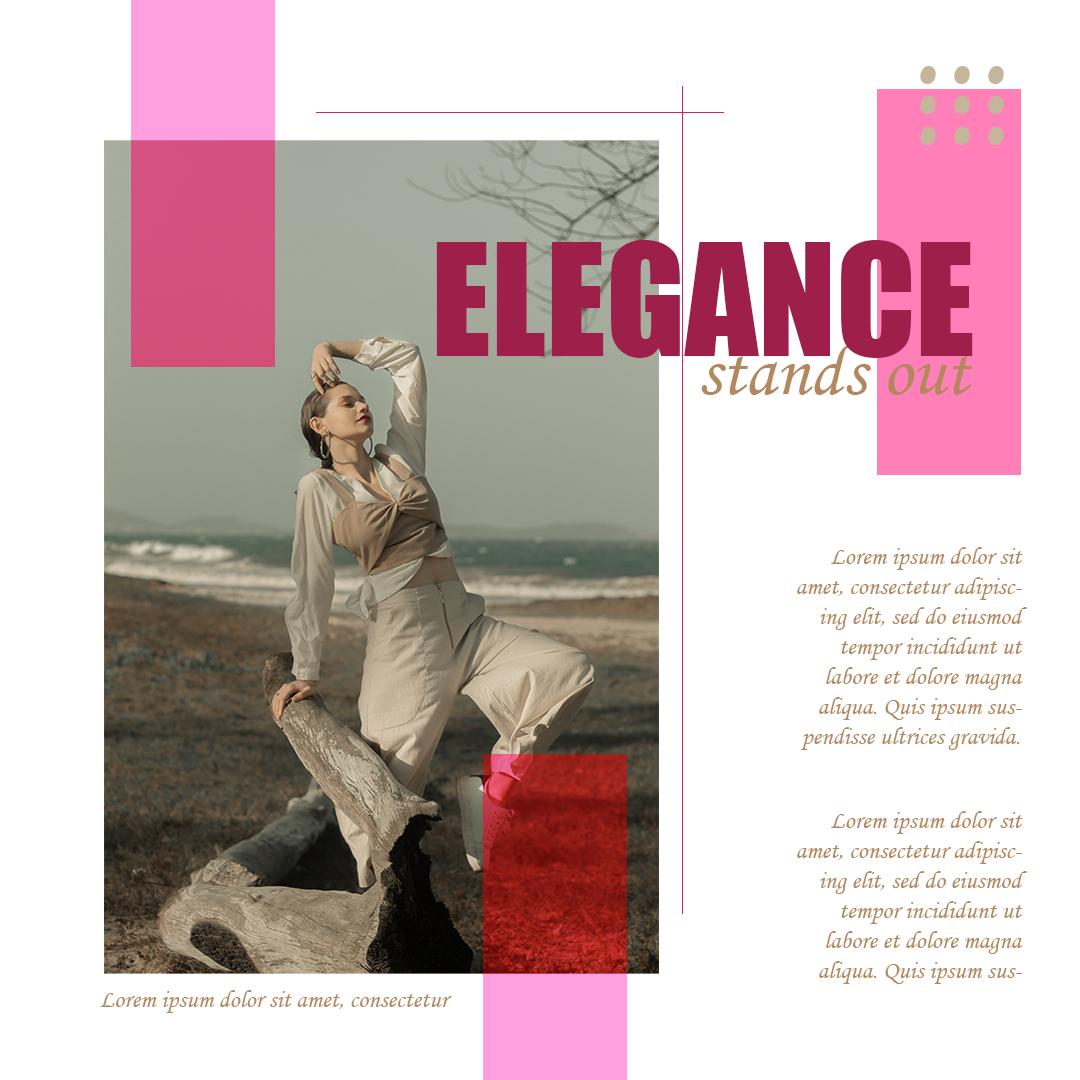 ELEGANCE
stands out
Lorem ipsum dolor sit
amet, consectetur adipisc-
ing elit, sed do eiusmod
tempor incididunt ut
labore et dolore magna
aliqua. Quis ipsum sus-
pendisse ultrices gravida.
Lorem ipsum dolor sit
amet, consectetur adipisc-
ing elit, sed do eiusmod
tempor incididunt ut
labore et dolore magna
aliqua. Quis ipsum sus-
Lorem ipsum dolor sit amet, consectetur